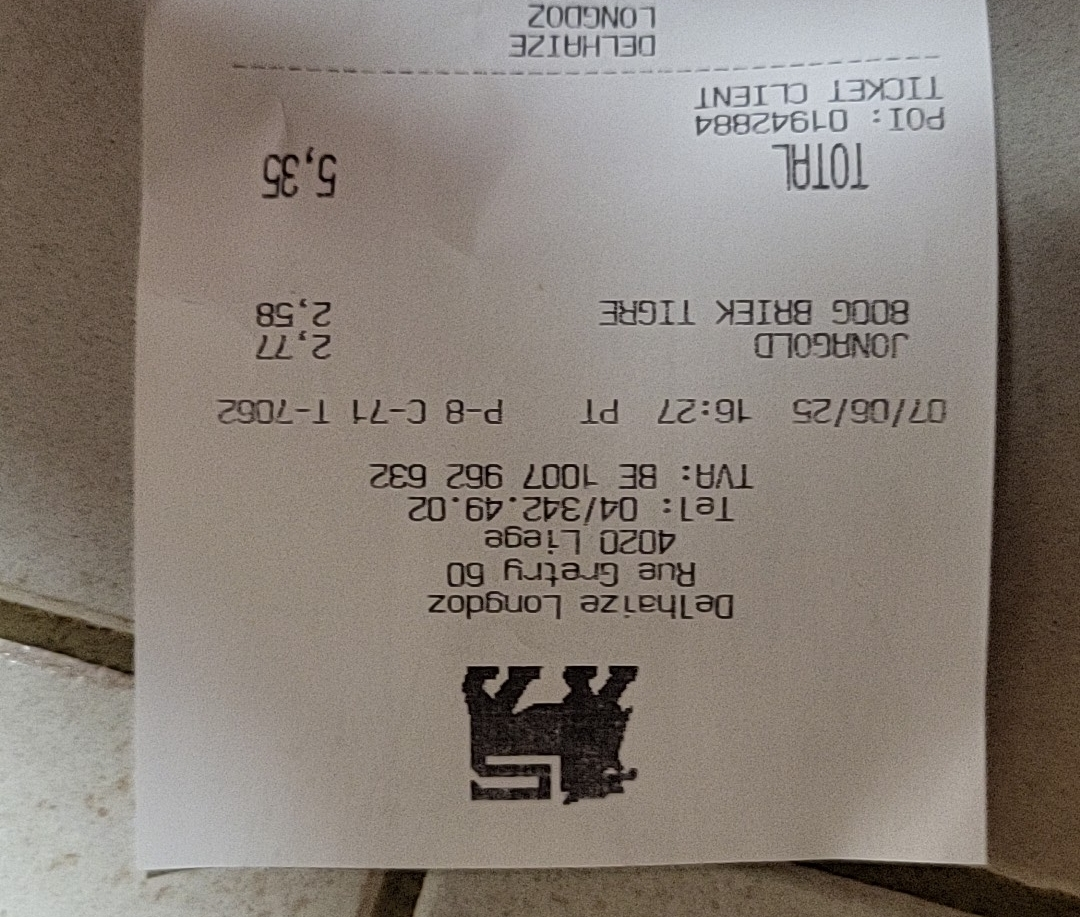 Delhaize Longdoz
Rue Gretry 60
4020 Liege
Tel: 04/342.49.02
TVA: BE 1007 962 632
07/06/25 16:27 PT P-8 C-71 T-7062
JONAGOLD 2,77
800G BRIEK TIGRE 2,58
TOTAL 5,35
POI: 01942884
TICKET CLIENT
DELHAIZE
LONGDOZ